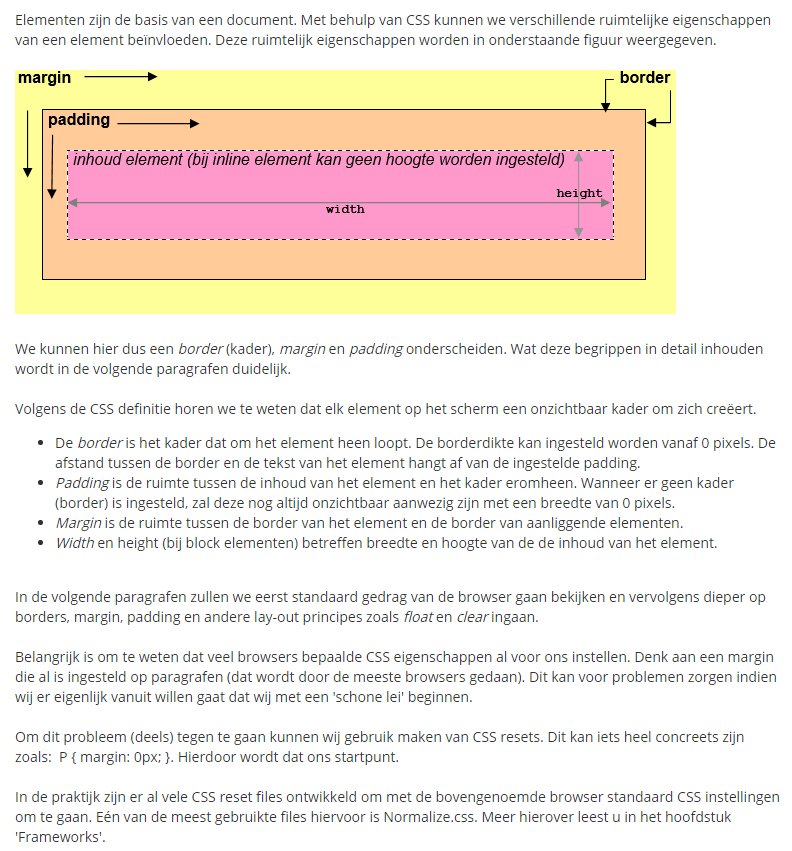 Elementen zijn de basis van een document. Met behulp van CSS kunnen we verschillende ruimtelijke eigenschappen
van een element beïnvloeden. Deze ruimtelijk eigenschappen worden in onderstaande figuur weergegeven.
margin
border
padding
inhoud element (bij inline element kan geen hoogte worden ingesteld)
height
width
We kunnen hier dus een border (kader), margin en padding onderscheiden. Wat deze begrippen in detail inhouden
wordt in de volgende paragrafen duidelijk.
Volgens de CSS definitie horen we te weten dat elk element op het scherm een onzichtbaar kader om zich creëert.
• De border is het kader dat om het element heen loopt. De borderdikte kan ingesteld worden vanaf 0 pixels. De
afstand tussen de border en de tekst van het element hangt af van de ingestelde padding.
• Padding is de ruimte tussen de inhoud van het element en het kader eromheen. Wanneer er geen kader
(border) is ingesteld, zal deze nog altijd onzichtbaar aanwezig zijn met een breedte van 0 pixels.
• Margin is de ruimte tussen de border van het element en de border van aanliggende elementen.
• Width en height (bij block elementen) betreffen breedte en hoogte van de de inhoud van het element.
In de volgende paragrafen zullen we eerst standaard gedrag van de browser gaan bekijken en vervolgens dieper op
borders, margin, padding en andere lay-out principes zoals float en clear ingaan.
Belangrijk is om te weten dat veel browsers bepaalde CSS eigenschappen al voor ons instellen. Denk aan een margin
die al is ingesteld op paragrafen (dat wordt door de meeste browsers gedaan). Dit kan voor problemen zorgen indien
wij er eigenlijk vanuit willen gaat dat wij met een 'schone lei' beginnen.
Om dit probleem (deels) tegen te gaan kunnen wij gebruik maken van CSS resets. Dit kan iets heel concreets zijn
zoals: P { margin: 0px; }. Hierdoor wordt dat ons startpunt.
In de praktijk zijn er al vele CSS reset files ontwikkeld om met de bovengenoemde browser standaard CSS instellingen
om te gaan. Eén van de meest gebruikte files hiervoor is Normalize.css. Meer hierover leest u in het hoofdstuk
'Frameworks'.